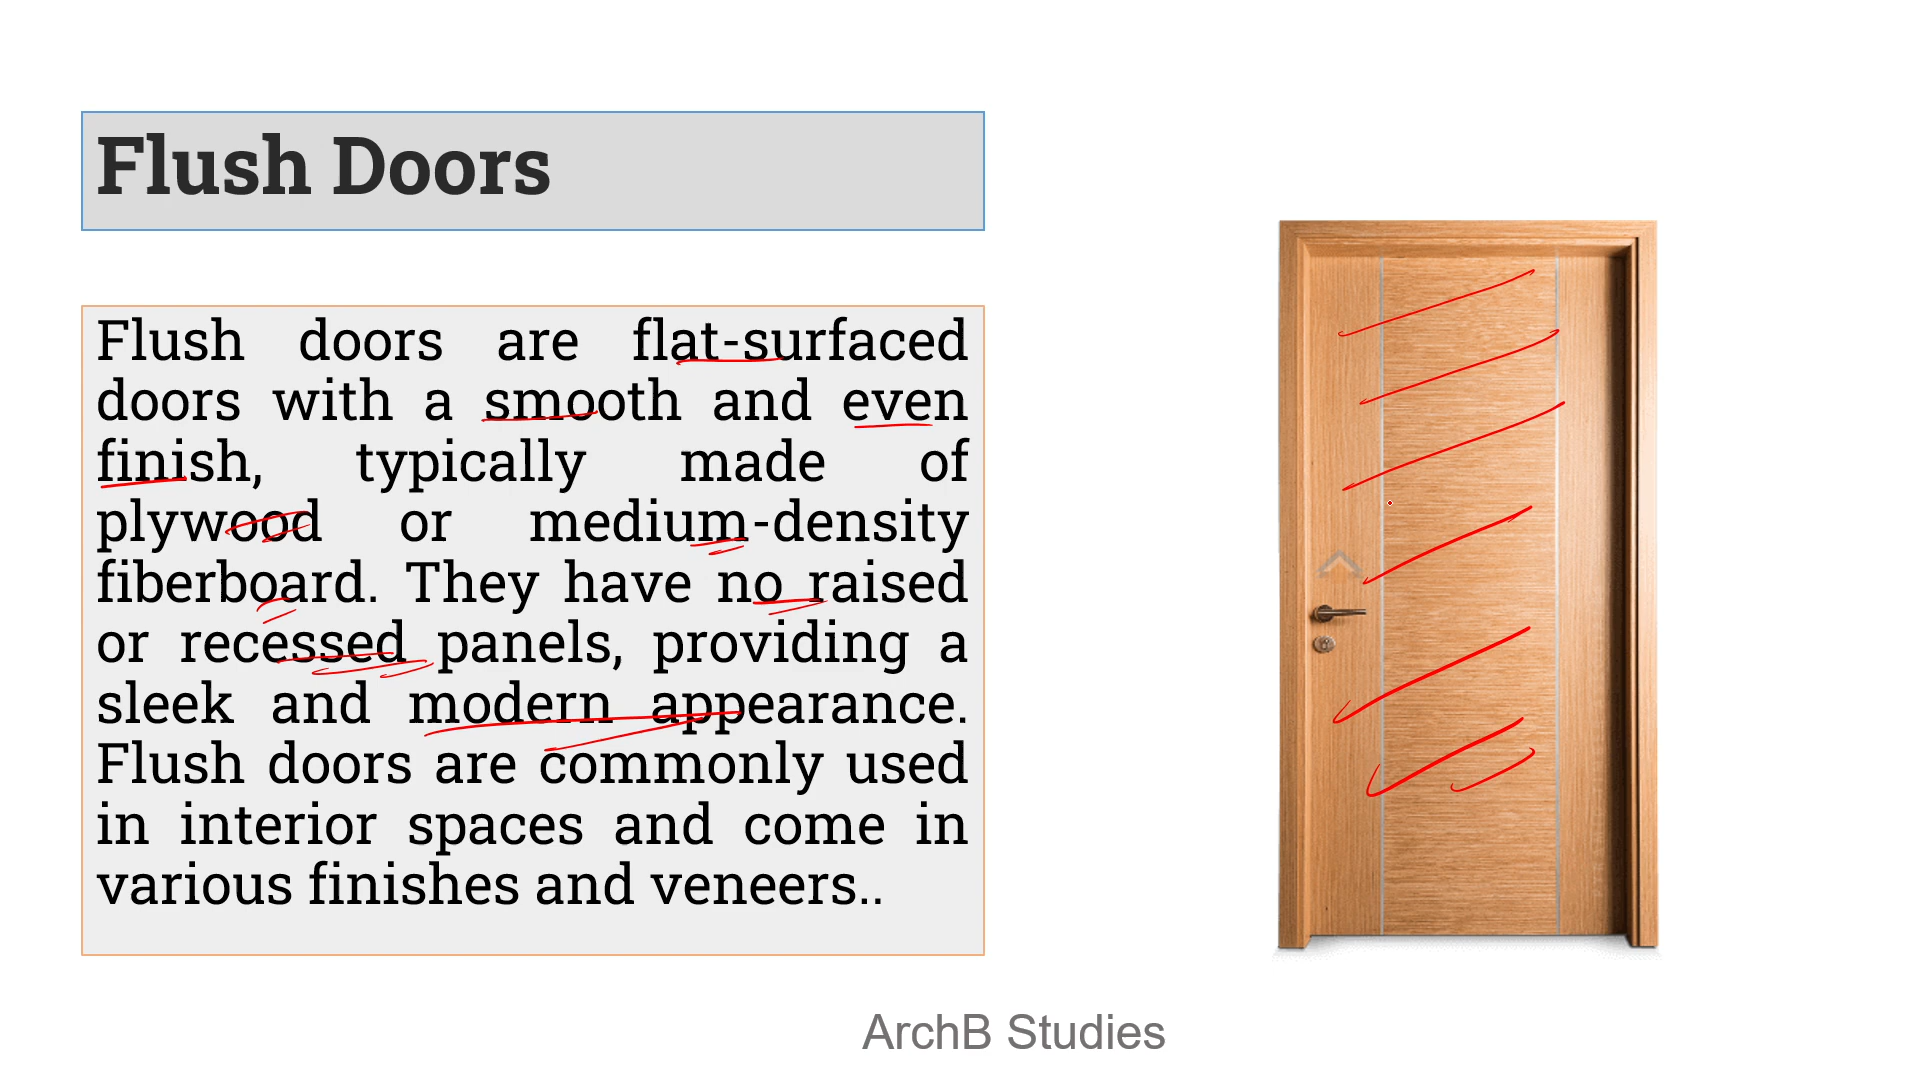 Flush Doors
Flush doors are flat-surfaced
doors with a smooth and even
finish, typically made of
plywood or medium-density
fiberboard. They have no raised
or recessed panels, providing a
sleek and modern appearance.
Flush doors are commonly used
in interior spaces and come in
various finishes and veneers..
ArchB Studies